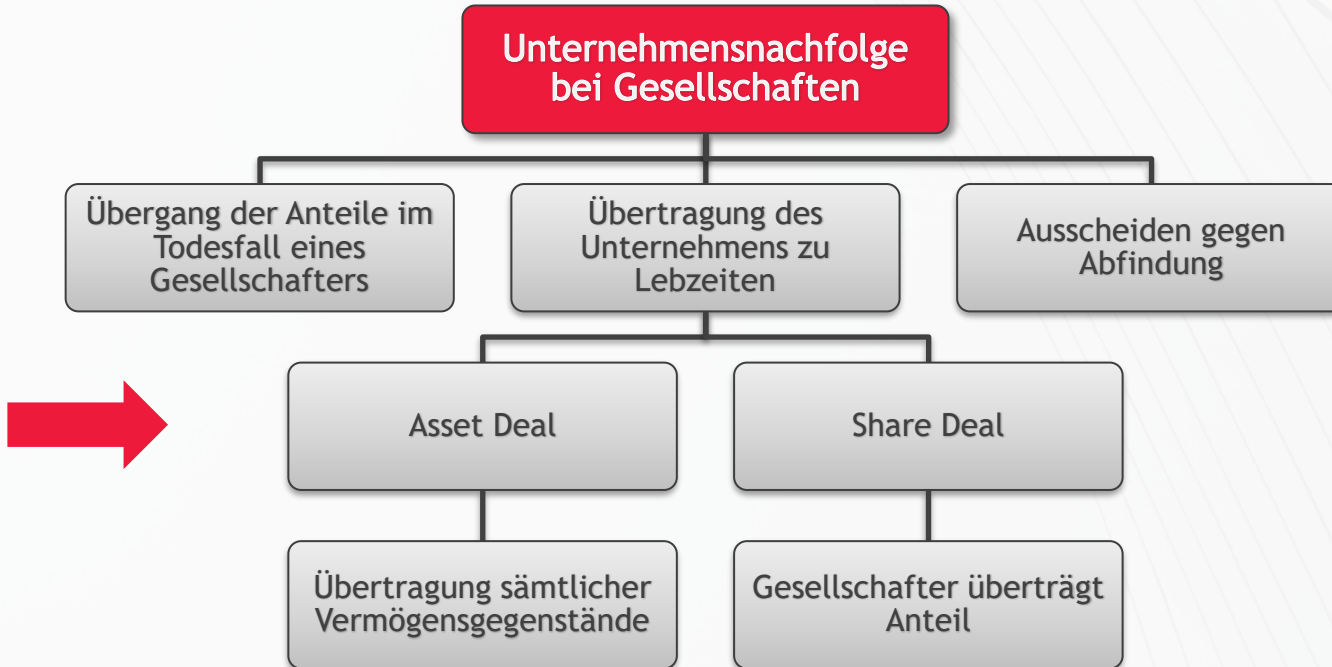 Unternehmensnachfolge
bei Gesellschaften
Übergang der Anteile im
Todesfall eines
Gesellschafters
Übertragung des
Unternehmens zu
Lebzeiten
Ausscheiden gegen
Abfindung
Asset Deal
Share Deal
Übertragung sämtlicher
Vermögensgegenstände
Gesellschafter überträgt
Anteil